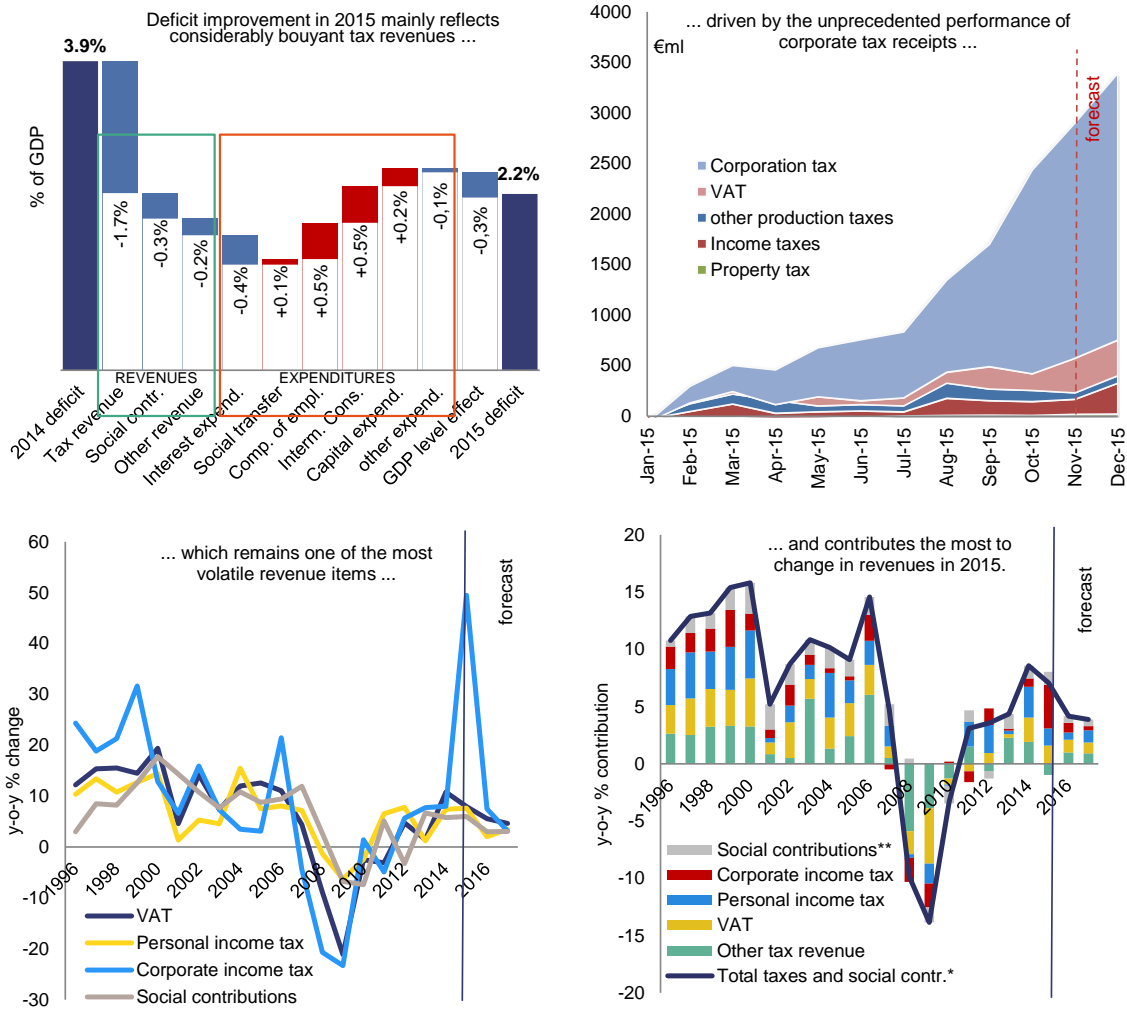 Deficit improvement in 2015 mainly reflects
considerably bouyant tax revenues ...
3.9%
% of GDP
-1.7%
-0.3%
-0.2%
-0.4%
+0.1%
+0.5%
+0.5%
+0.2%
-0,1%
-0,3%
2.2%
REVENUES
EXPENDITURES
2014 deficit
Tax revenue
Social contr.
Other revenue
Interest expend.
Social transfer
Comp. of empl.
Interm. Cons.
Capital expend.
other expend.
GDP level effect
2015 deficit
... driven by the unprecedented performance of
corporate tax receipts ...
€ml
4000
3500
3000
2500
2000
1500
1000
500
0
forecast
Corporation tax
VAT
other production taxes
Income taxes
Property tax
Jan-15
Feb-15
Mar-15
Apr-15
May-15
Jun-15
Jul-15
Aug-15
Sep-15
Oct-15
Nov-15
Dec-15
... which remains one of the most
volatile revenue items ...
y-o-y % change
60
50
40
30
20
10
0
-10
-20
-30
forecast
1996
1998
2000
2002
2004
2006
2008
2010
2012
2014
2016
VAT
Personal income tax
Corporate income tax
Social contributions
... and contributes the most to
change in revenues in 2015.
y-o-y % contribution
20
15
10
5
0
-5
-10
-15
-20
forecast
1996
1998
2000
2002
2004
2006
2008
2010
2012
2014
2016
Social contributions**
Corporate income tax
Personal income tax
VAT
Other tax revenue
Total taxes and social contr.*